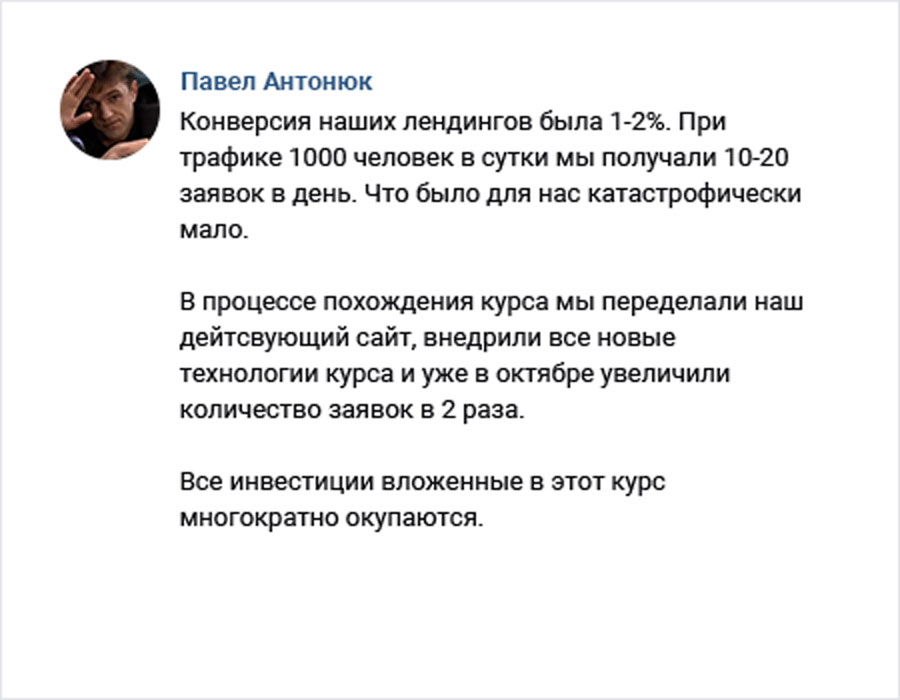 Павел Антонюк
Конверсия наших лендингов была 1-2%. При
трафике 1000 человек в сутки мы получали 10-20
заявок в день. Что было для нас катастрофически
мало.
В процессе похождения курса мы переделали наш
дейтсвующий сайт, внедрили все новые
технологии курса и уже в октябре увеличили
количество заявок в 2 раза.
Все инвестиции вложенные в этот курс
многократно окупаются.